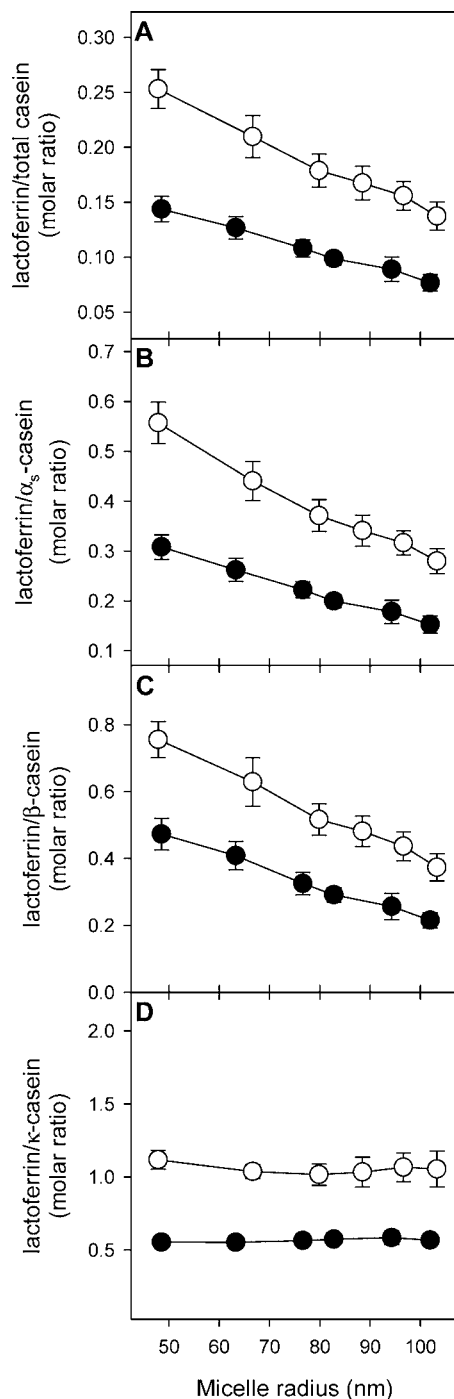 A
0.30
0.25
0.20
0.15
0.10
0.05
lactoferrin/total casein
(molar ratio)
B
0.7
0.6
0.5
0.4
0.3
0.2
0.1
lactoferrin/αs-casein
(molar ratio)
C
0.8
0.6
0.4
0.2
0.0
lactoferrin/β-casein
(molar ratio)
D
2.0
1.5
1.0
0.5
lactoferrin/κ-casein
(molar ratio)
50 60 70 80 90 100
Micelle radius (nm)